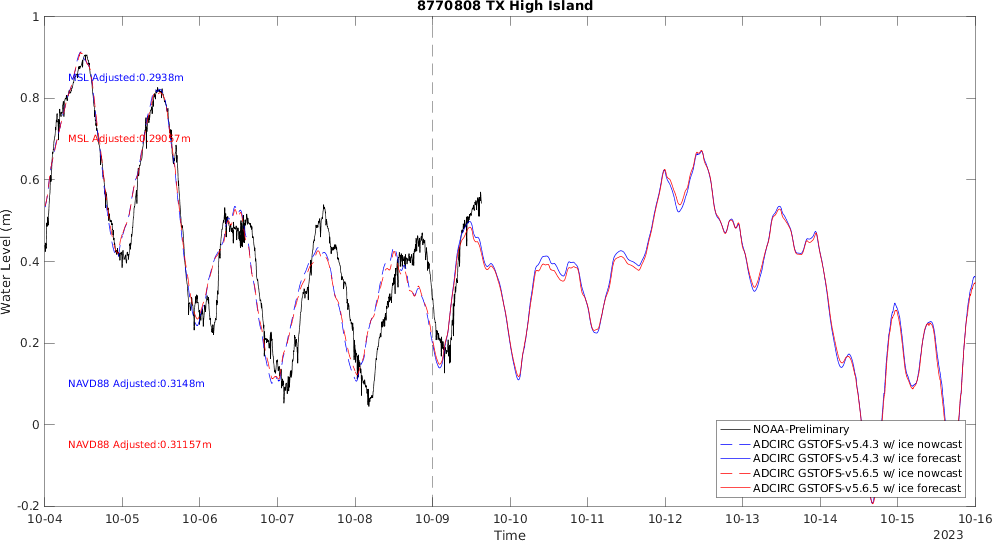 8770808 TX High Island
1
0.8
0.6
0.4
0.2
0
-0.2
Water Level (m)
MSL Adjusted:0.2938m
MSL Adjusted:0.29057m
NAVD88 Adjusted:0.3148m
NAVD88 Adjusted:0.31157m
NOAA-Preliminary
ADCIRC GSTOFS-v5.4.3 w/ ice nowcast
ADCIRC GSTOFS-v5.4.3 w/ ice forecast
ADCIRC GSTOFS-v5.6.5 w/ ice nowcast
ADCIRC GSTOFS-v5.6.5 w/ ice forecast
10-04 10-05 10-06 10-07 10-08 10-09 10-10 10-11 10-12 10-13 10-14 10-15 10-16
Time
2023